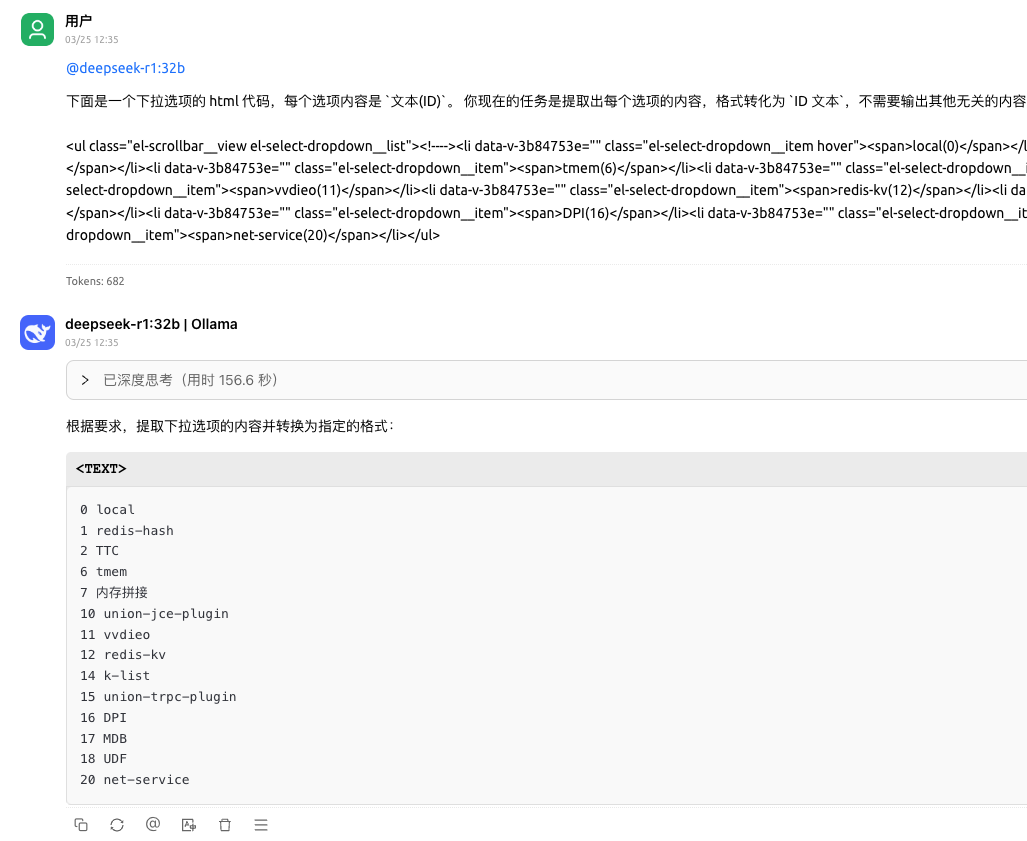 用户
03/25 12:35
@deepseek-r1:32b
下面是一个下拉选项的 html 代码，每个选项内容是 `文本(ID)`。 你现在的任务是提取出每个选项的内容，格式转化为 `ID 文本`，不需要输出其他无关的内容
<ul class="el-scrollbar__view el-select-dropdown__list"><!----><li data-v-3b84753e="" class="el-select-dropdown__item hover"><span>local(0)</span></l
</span></li><li data-v-3b84753e="" class="el-select-dropdown__item"><span>tmem(6)</span></li><li data-v-3b84753e="" class="el-select-dropdown__i
select-dropdown__item"><span>vvdieo(11)</span></li><li data-v-3b84753e="" class="el-select-dropdown__item"><span>redis-kv(12)</span></li><li da
</span></li><li data-v-3b84753e="" class="el-select-dropdown__item"><span>DPI(16)</span></li><li data-v-3b84753e="" class="el-select-dropdown__it
dropdown__item"><span>net-service(20)</span></li></ul>
Tokens: 682
deepseek-r1:32b | Ollama
03/25 12:35
已深度思考（用时 156.6 秒）
根据要求，提取下拉选项的内容并转换为指定的格式：
<TEXT>
0 local
1 redis-hash
2 TTC
6 tmem
7 内存拼接
10 union-jce-plugin
11 vvdieo
12 redis-kv
14 k-list
15 union-trpc-plugin
16 DPI
17 MDB
18 UDF
20 net-service